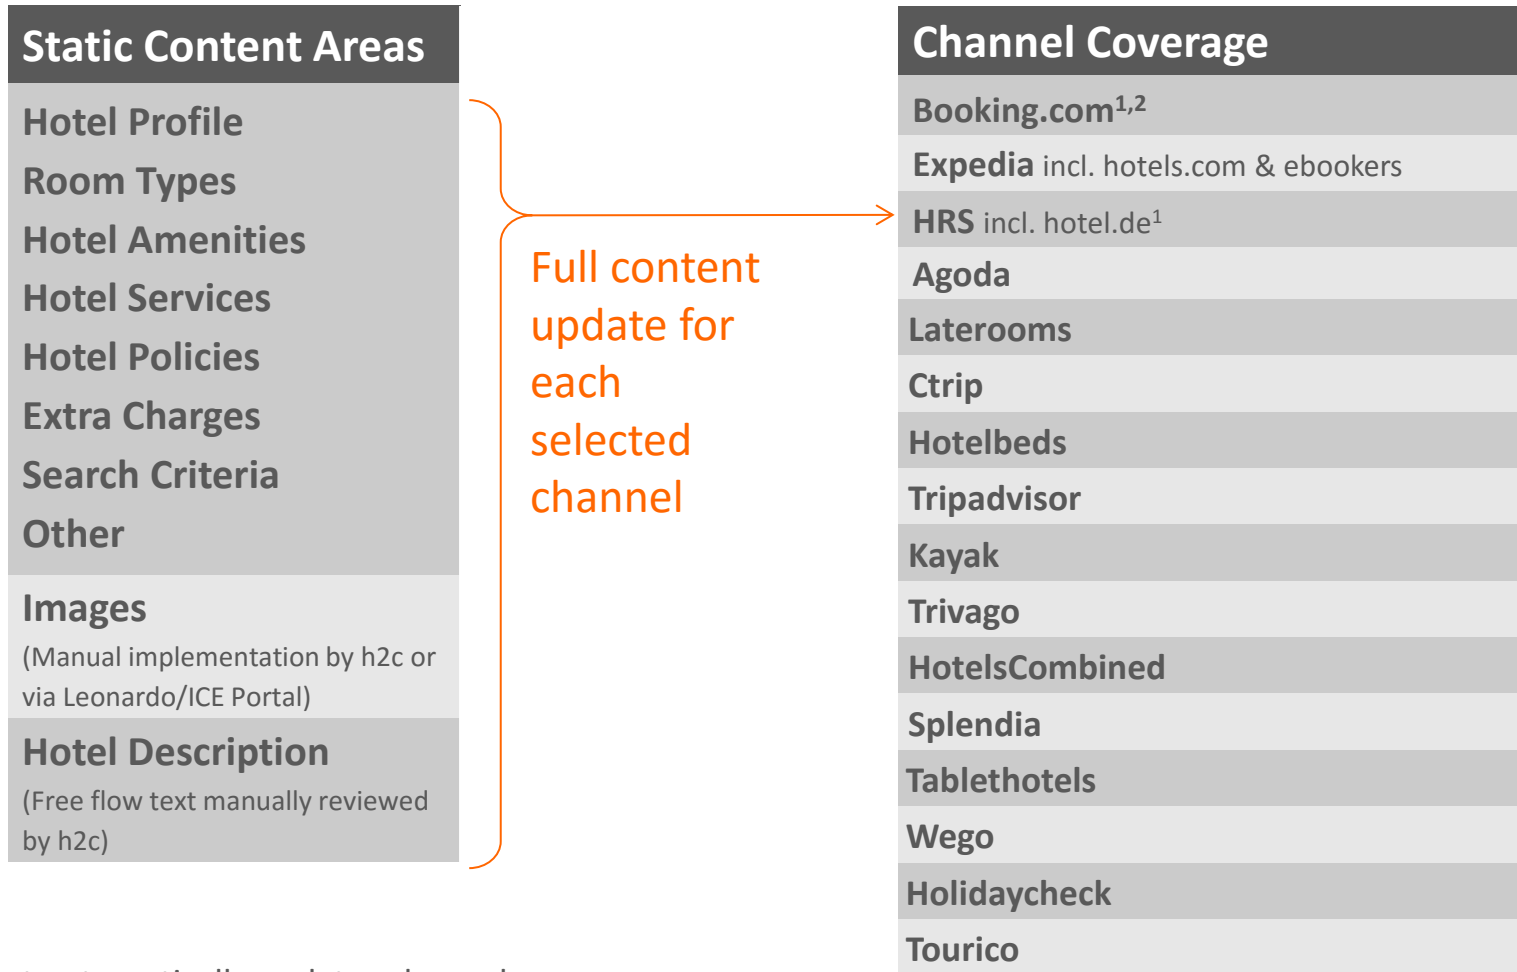 Static Content Areas
Hotel Profile
Room Types
Hotel Amenities
Hotel Services
Hotel Policies
Extra Charges
Search Criteria
Other
Images
(Manual implementation by h2c or
via Leonardo/ICE Portal)
Hotel Description
(Free flow text manually reviewed
by h2c)
Full content
update for
each
selected
channel
Channel Coverage
Booking.com1,2
Expedia incl. hotels.com & ebookers
HRS incl. hotel.de1
Agoda
Laterooms
Ctrip
Hotelbeds
Tripadvisor
Kayak
Trivago
HotelsCombined
Splendia
Tablethotels
Wego
Holidaycheck
Tourico